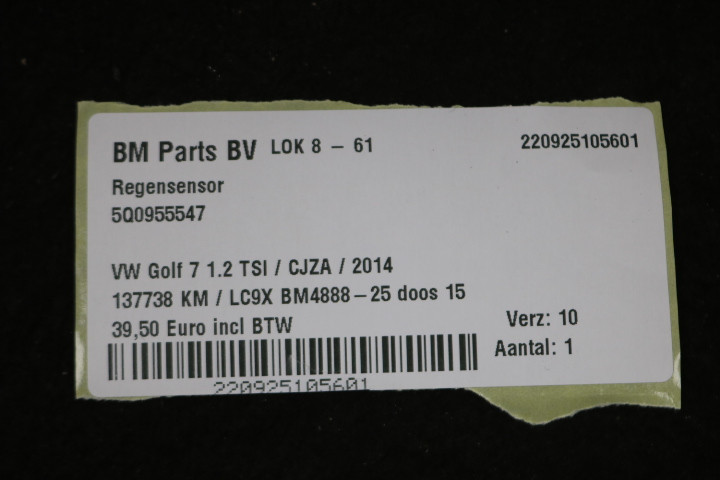 BM Parts BV LOK 8 – 61 220925105601
Regensensor
5Q0955547
VW Golf 7 1.2 TSI / CJZA / 2014
137738 KM / LC9X BM4888–25 doos 15
39,50 Euro incl BTW Verz: 10
Aantal: 1
220925105601